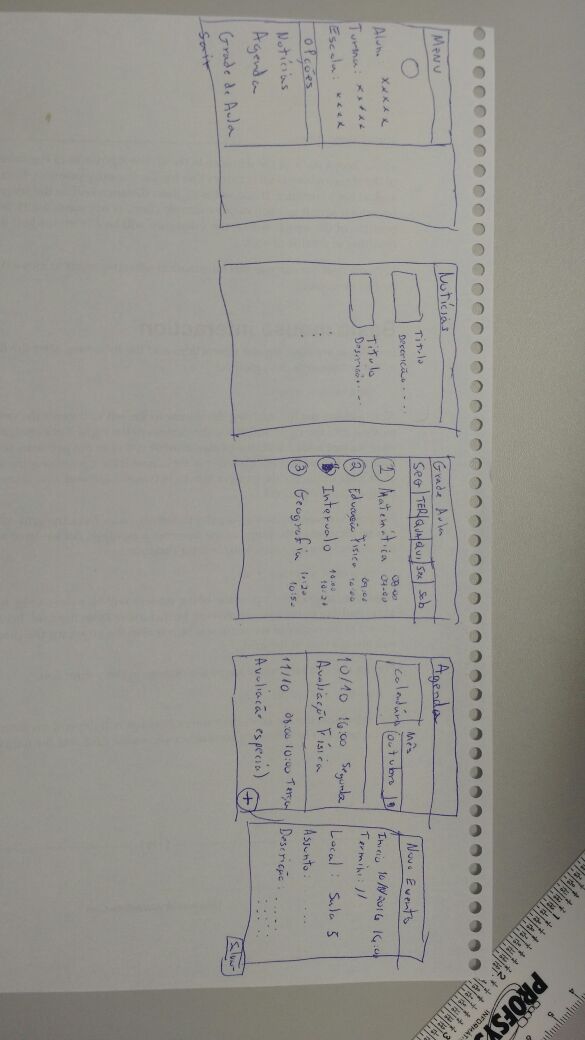 Menu
Alun. xxxxx
Turma: xxxxx
Escola: xxxx
Opções
Notícias
Agenda
Grade de Aula
Sair
Notícias
Titulo
Descrição....
Titulo
Descrição...
Grade Aula
SEG TER QUA QUI Sex Sab
1 Matemática 08:00
09:00
2 Educação Física 09:00
10:00
Intervalo 10:00
10:20
3 Geografia 10:20
10:50
Agenda
Calendário
Mês
outubro
10/10 16:00 Segunda
Avaliação Física
11/10 08:00 10:00 Terça
Avaliação especial
+
Novo Evento
Inicio 10/10/2016 16:00
Termin: //
Local: Sala 5
Assunto: ....
Descrição: .....
Salvar
PROFSYS
INFORMÁTI